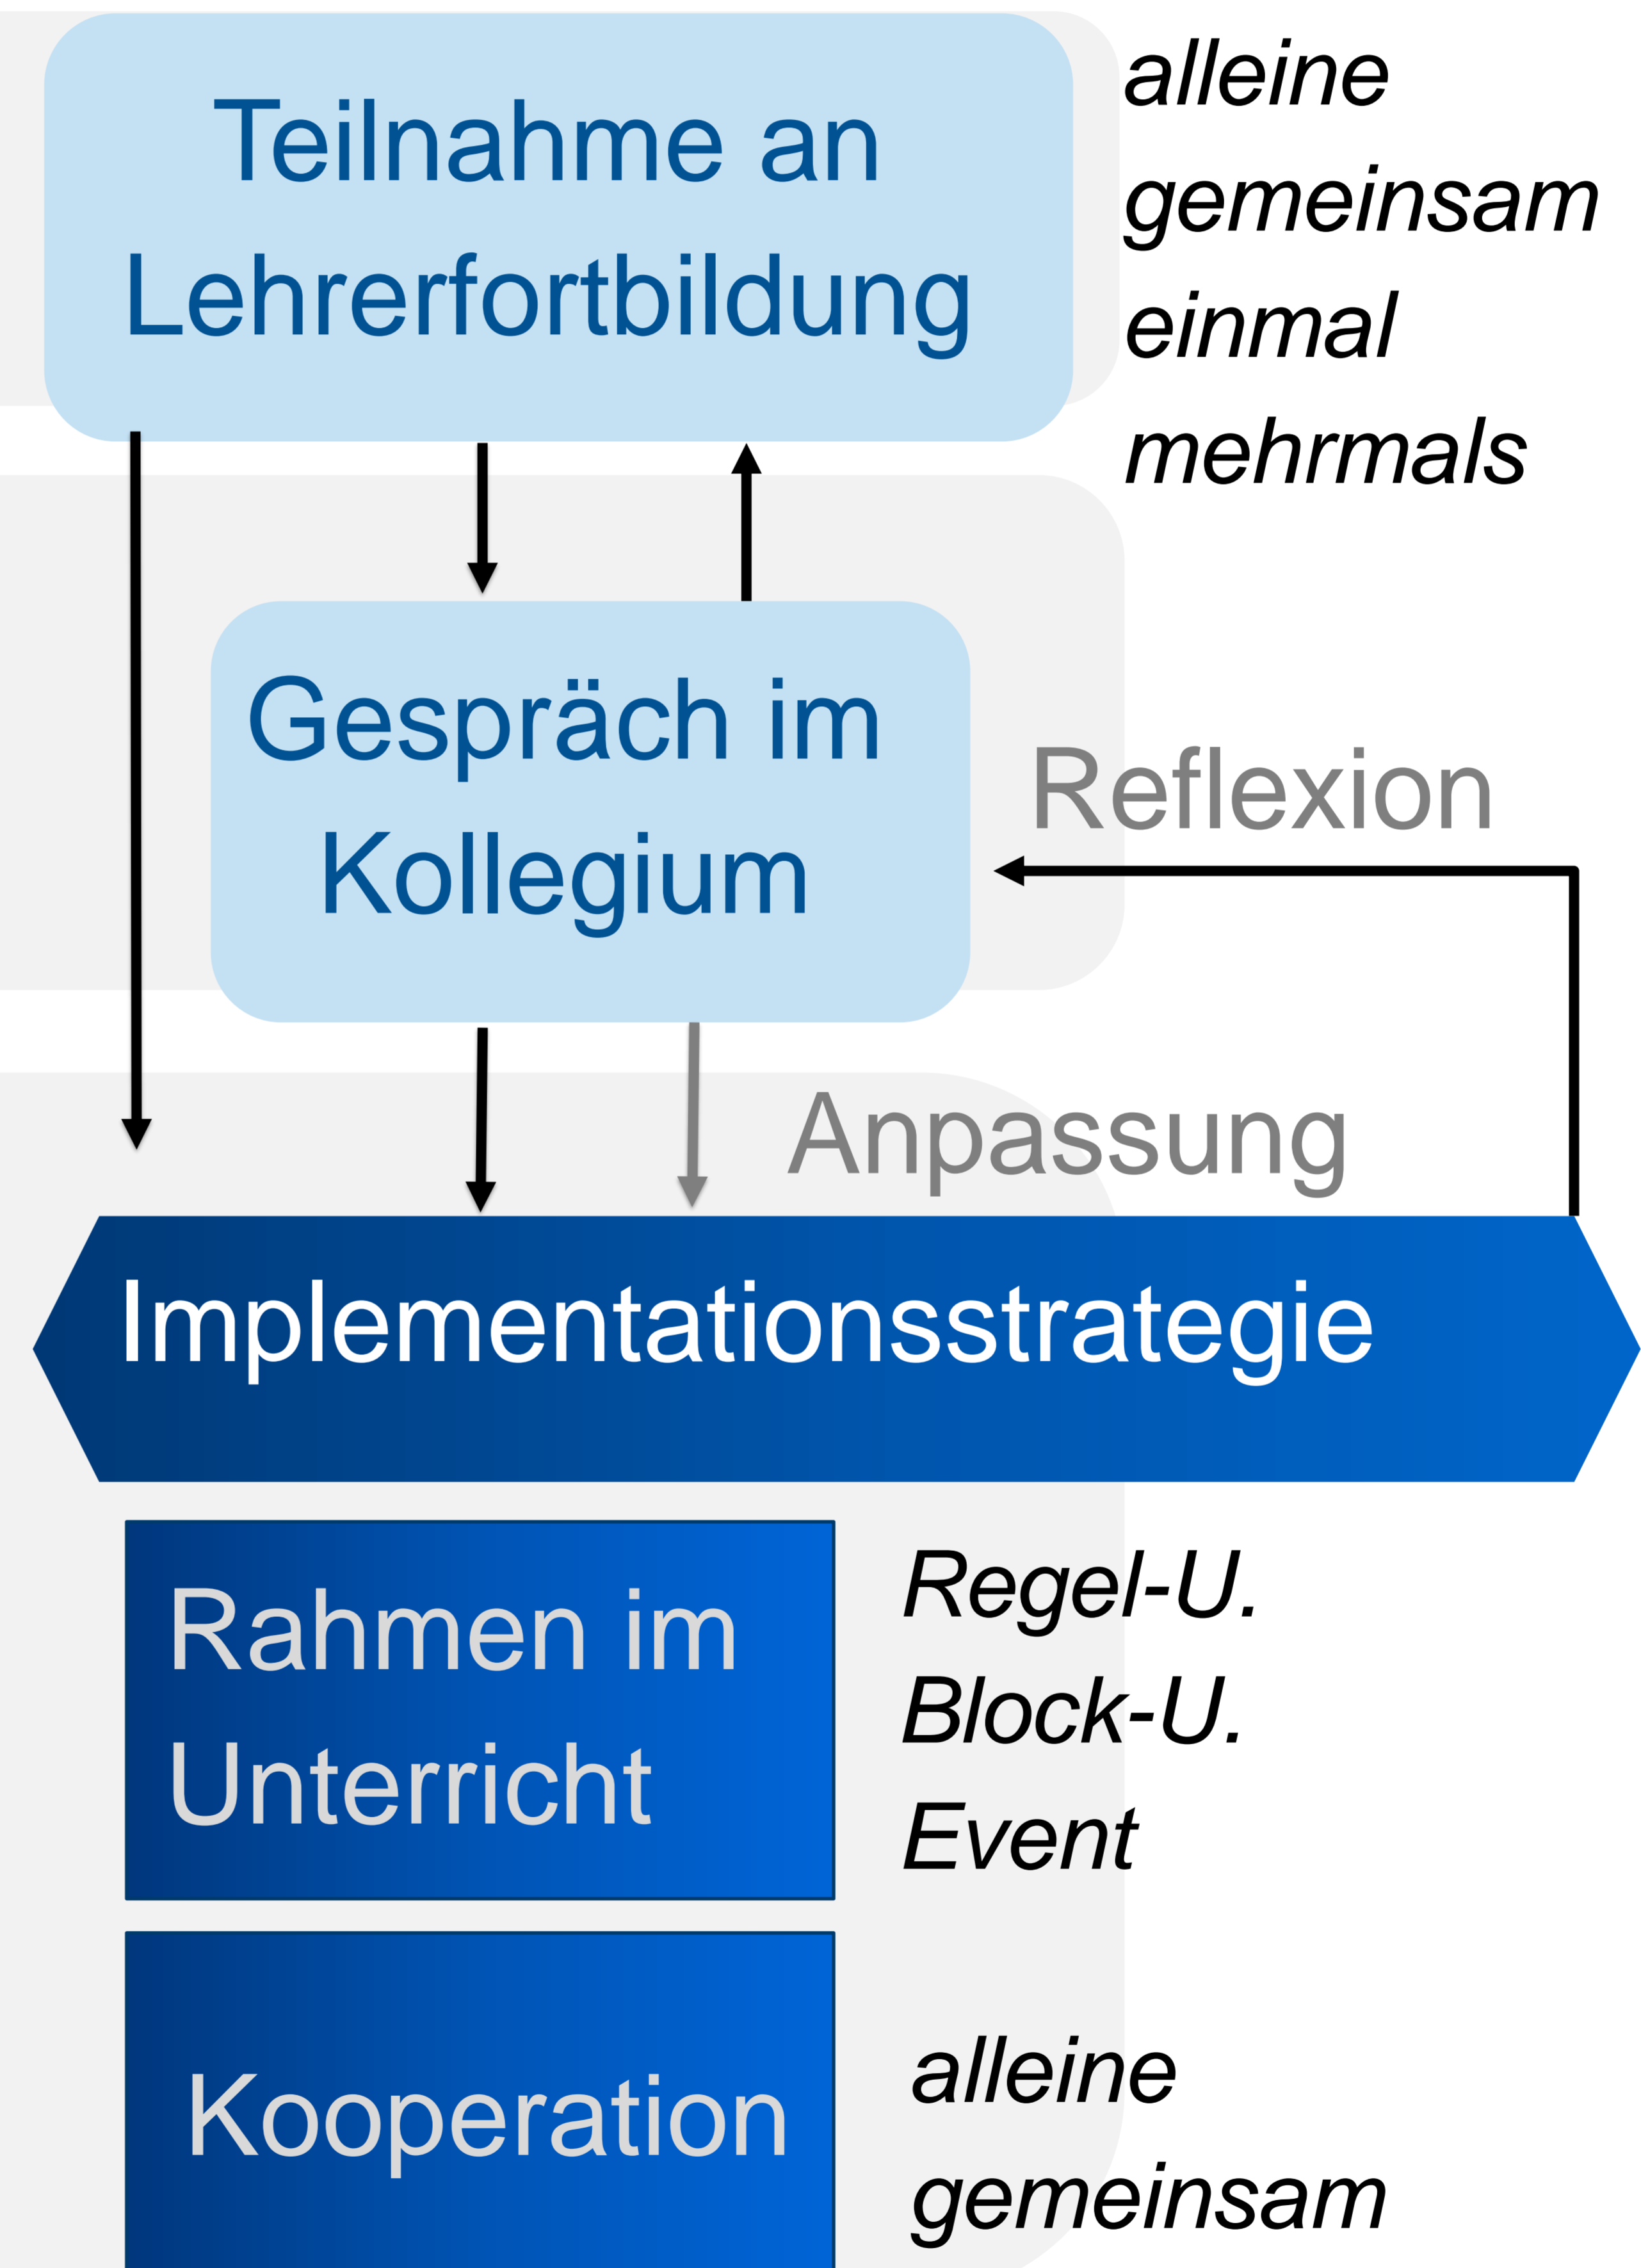 Teilnahme an
Lehrerfortbildung
alleine
gemeinsam
einmal
mehrmals
Gespräch im
Kollegium
Reflexion
Anpassung
Implementationsstrategie
Rahmen im
Unterricht
Regel-U.
Block-U.
Event
Kooperation
alleine
gemeinsam